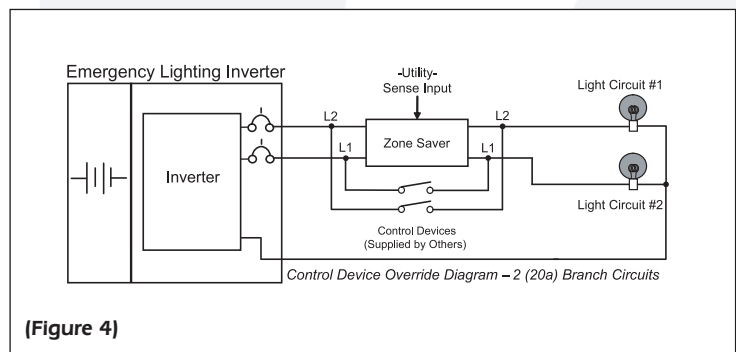 Emergency Lighting Inverter
-Utility-
Sense Input
Light Circuit #1
L2
L2
L1
Zone Saver
L1
Inverter
Light Circuit #2
Control Devices
(Supplied by Others)
Control Device Override Diagram – 2 (20a) Branch Circuits
(Figure 4)